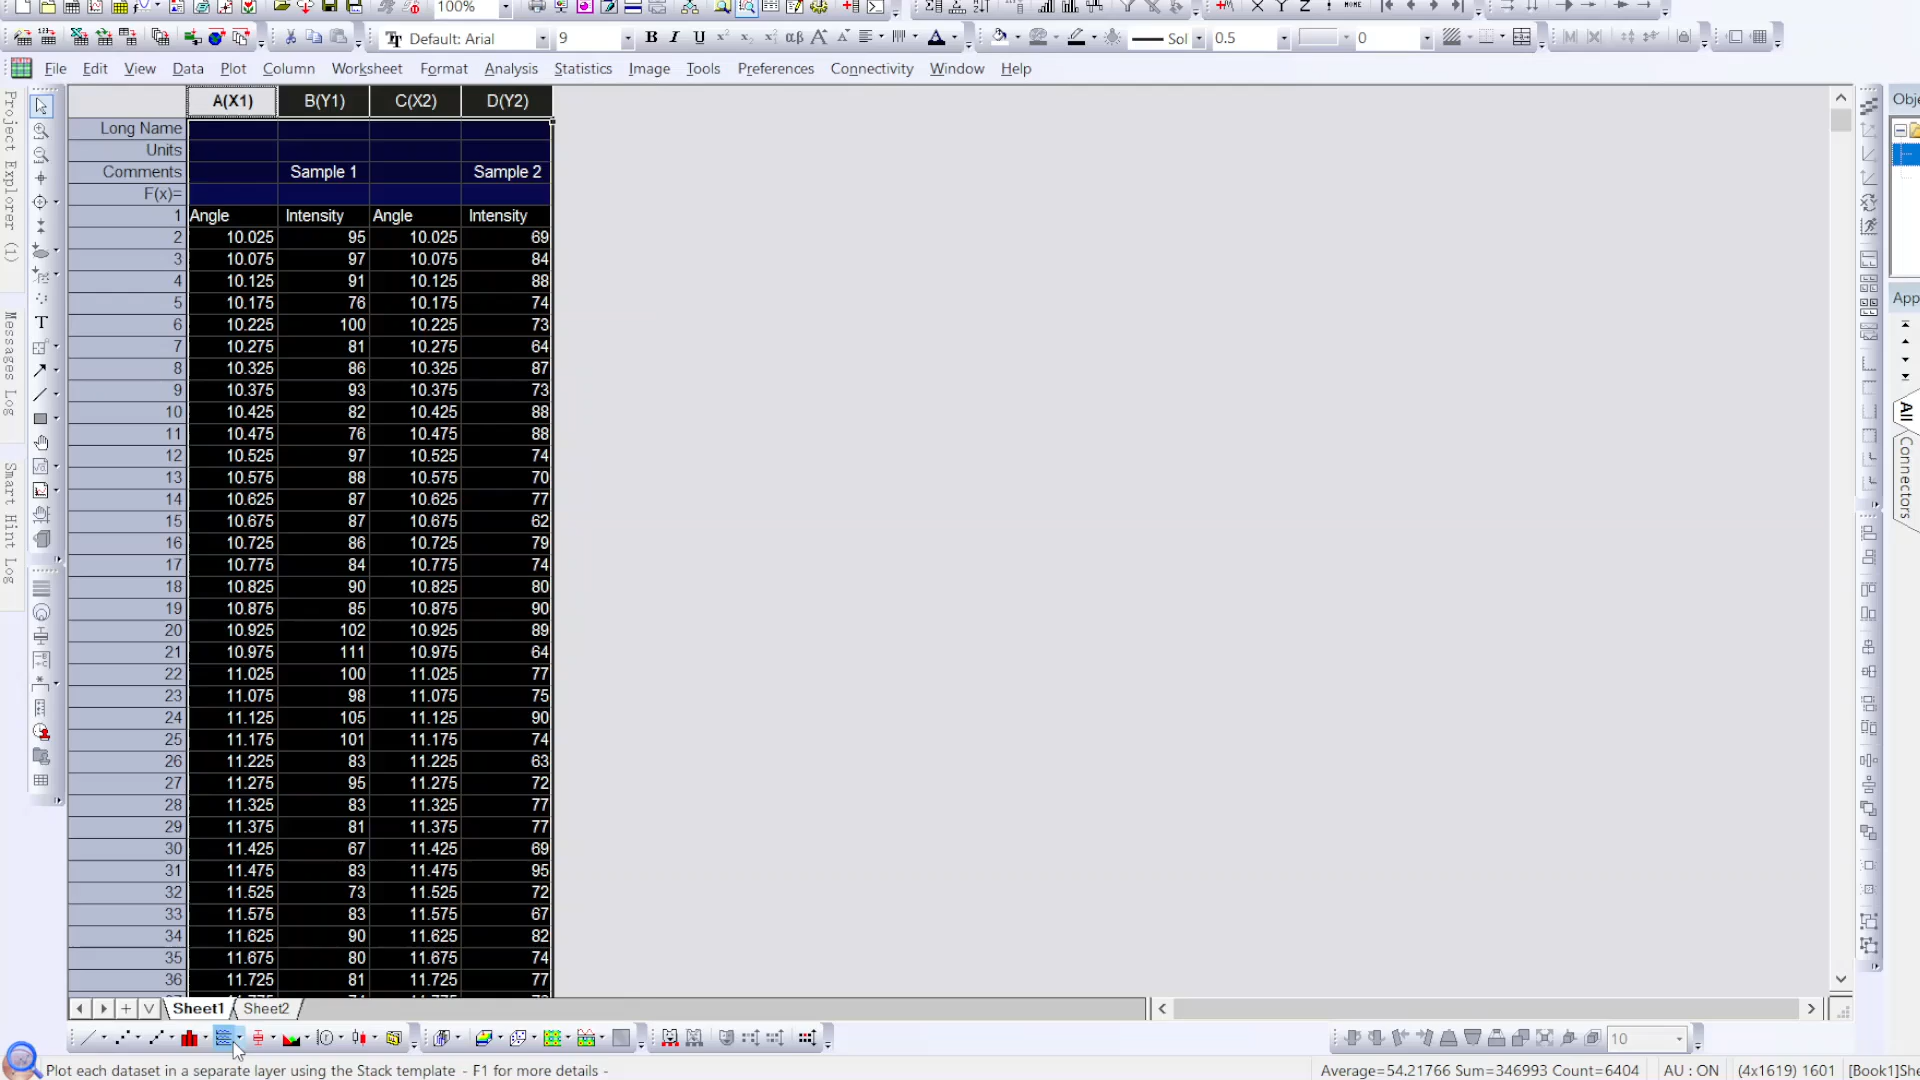 100%
Default: Arial 9 B I U αβ A A A Sol 0.5 0
File Edit View Data Plot Column Worksheet Format Analysis Statistics Image Tools Preferences Connectivity Window Help
Project Explorer (1)
Messages Log
Smart Hint Log
A(X1) B(Y1) C(X2) D(Y2)
Long Name
Units
Comments Sample 1 Sample 2
F(x)=
1 Angle Intensity Angle Intensity
2 10.025 95 10.025 69
3 10.075 97 10.075 84
4 10.125 91 10.125 88
5 10.175 76 10.175 74
6 10.225 100 10.225 73
7 10.275 81 10.275 64
8 10.325 86 10.325 87
9 10.375 93 10.375 73
10 10.425 82 10.425 88
11 10.475 76 10.475 88
12 10.525 97 10.525 74
13 10.575 88 10.575 70
14 10.625 87 10.625 77
15 10.675 87 10.675 62
16 10.725 86 10.725 79
17 10.775 84 10.775 74
18 10.825 90 10.825 80
19 10.875 85 10.875 90
20 10.925 102 10.925 89
21 10.975 111 10.975 64
22 11.025 100 11.025 77
23 11.075 98 11.075 75
24 11.125 105 11.125 90
25 11.175 101 11.175 74
26 11.225 83 11.225 63
27 11.275 95 11.275 72
28 11.325 83 11.325 77
29 11.375 81 11.375 77
30 11.425 67 11.425 69
31 11.475 83 11.475 95
32 11.525 73 11.525 72
33 11.575 83 11.575 67
34 11.625 90 11.625 82
35 11.675 80 11.675 74
36 11.725 81 11.725 77
Obje
App
All
Connectors
Sheet1 Sheet2
10
Plot each dataset in a separate layer using the Stack template - F1 for more details -
Average=54.21766 Sum=346993 Count=6404 AU : ON (4x1619) 1601 [Book1]She